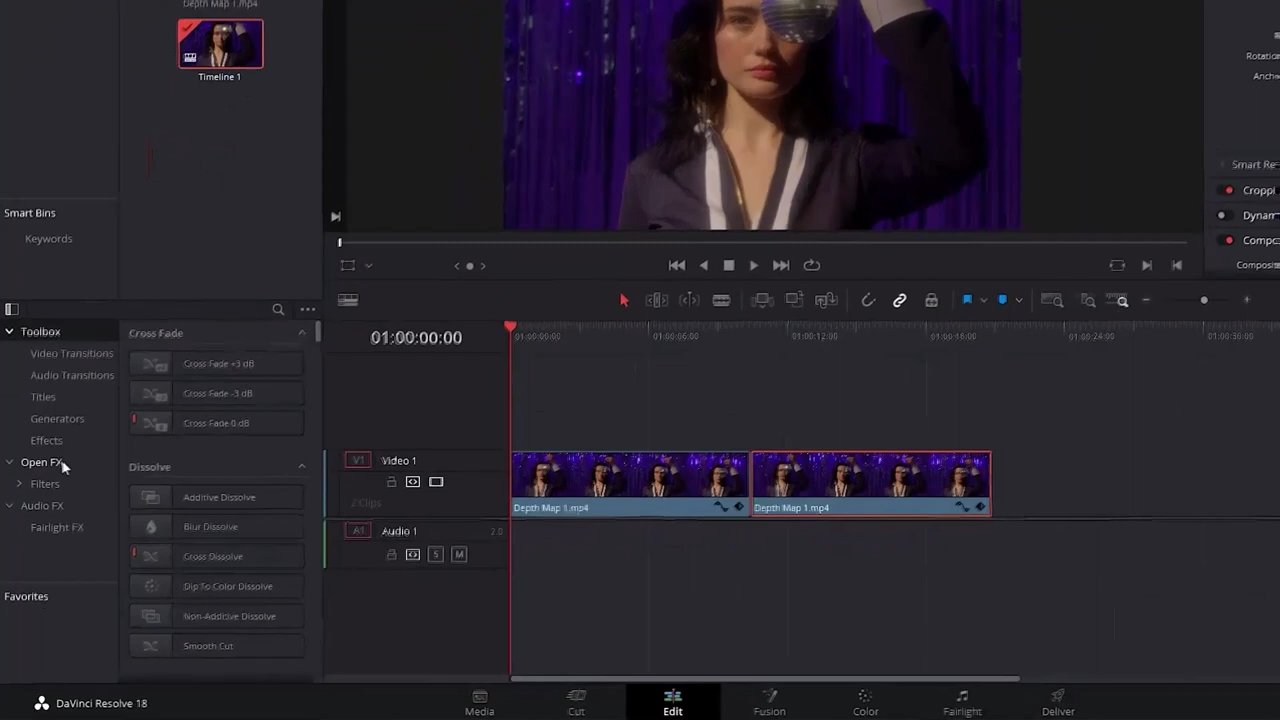 Depth Map 1.mp4
Timeline 1
Smart Bins
Keywords
Toolbox
Video Transitions
Audio Transitions
Titles
Generators
Effects
Open FX
Filters
Audio FX
Fairlight FX
Favorites
Cross Fade
Cross Fade +3 dB
Cross Fade -3 dB
Cross Fade 0 dB
Dissolve
Additive Dissolve
Blur Dissolve
Cross Dissolve
Dip To Color Dissolve
Non-Additive Dissolve
Smooth Cut
01:00:00:00
01:00:00:00
01:00:06:00
01:00:12:00
01:00:18:00
01:00:24:00
01:00:30:00
V1 Video 1
2 Clips
Depth Map 1.mp4
Depth Map 1.mp4
A1 Audio 1 2.0
S M
Rotatio
Ancho
Smart Re
Croppi
Dynam
Compo
Composi
DaVinci Resolve 18
Media
Cut
Edit
Fusion
Color
Fairlight
Deliver